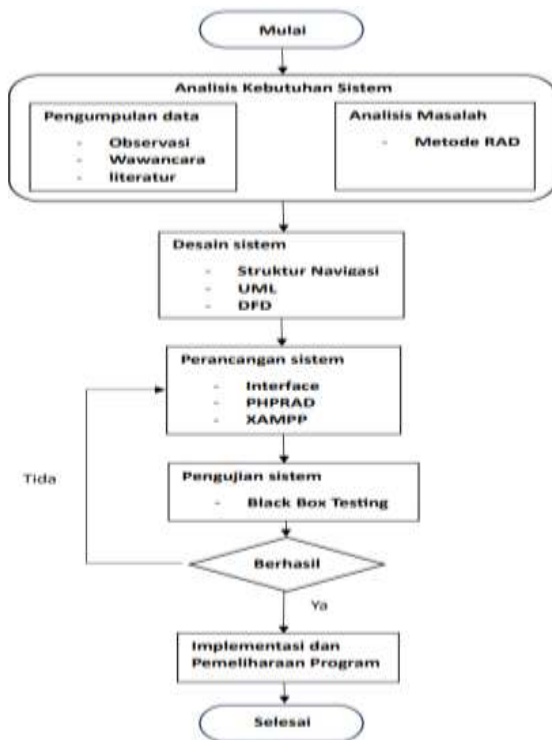 Mulai
Analisis Kebutuhan Sistem
Pengumpulan data
- Observasi
- Wawancara
- literatur
Analisis Masalah
- Metode RAD
Desain sistem
- Struktur Navigasi
- UML
- DFD
Perancangan sistem
- Interface
- PHPRAD
- XAMPP
Tida
Pengujian sistem
- Black Box Testing
Berhasil
Ya
Implementasi dan
Pemeliharaan Program
Selesai